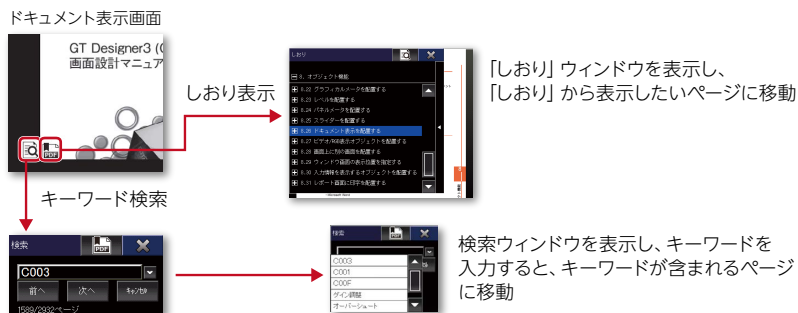 ドキュメント表示画面
GT Designer3 (G
画面設計マニュア
PDF
しおり表示
しおり
8. オブジェクト機能
8.22 グラフィカルメータを配置する
8.23 レベルを配置する
8.24 パネルメータを配置する
8.25 スライダーを配置する
8.26 ドキュメント表示を配置する
8.27 ビデオ/RGB表示オブジェクトを配置する
8.28 画面上に別の画面を配置する
8.29 ウィンドウ画面の表示位置を指定する
8.30 入力情報を表示するオブジェクトを配置する
8.31 レポート画面に印字を配置する
「しおり」ウィンドウを表示し、
「しおり」から表示したいページに移動
キーワード検索
検索
PDF
C003
前へ 次へ キャンセル
1589/2932ページ
検索
PDF
C003
C001
C00F
ゲイン調整
オーバーシュート
検索ウィンドウを表示し、キーワードを
入力すると、キーワードが含まれるページ
に移動